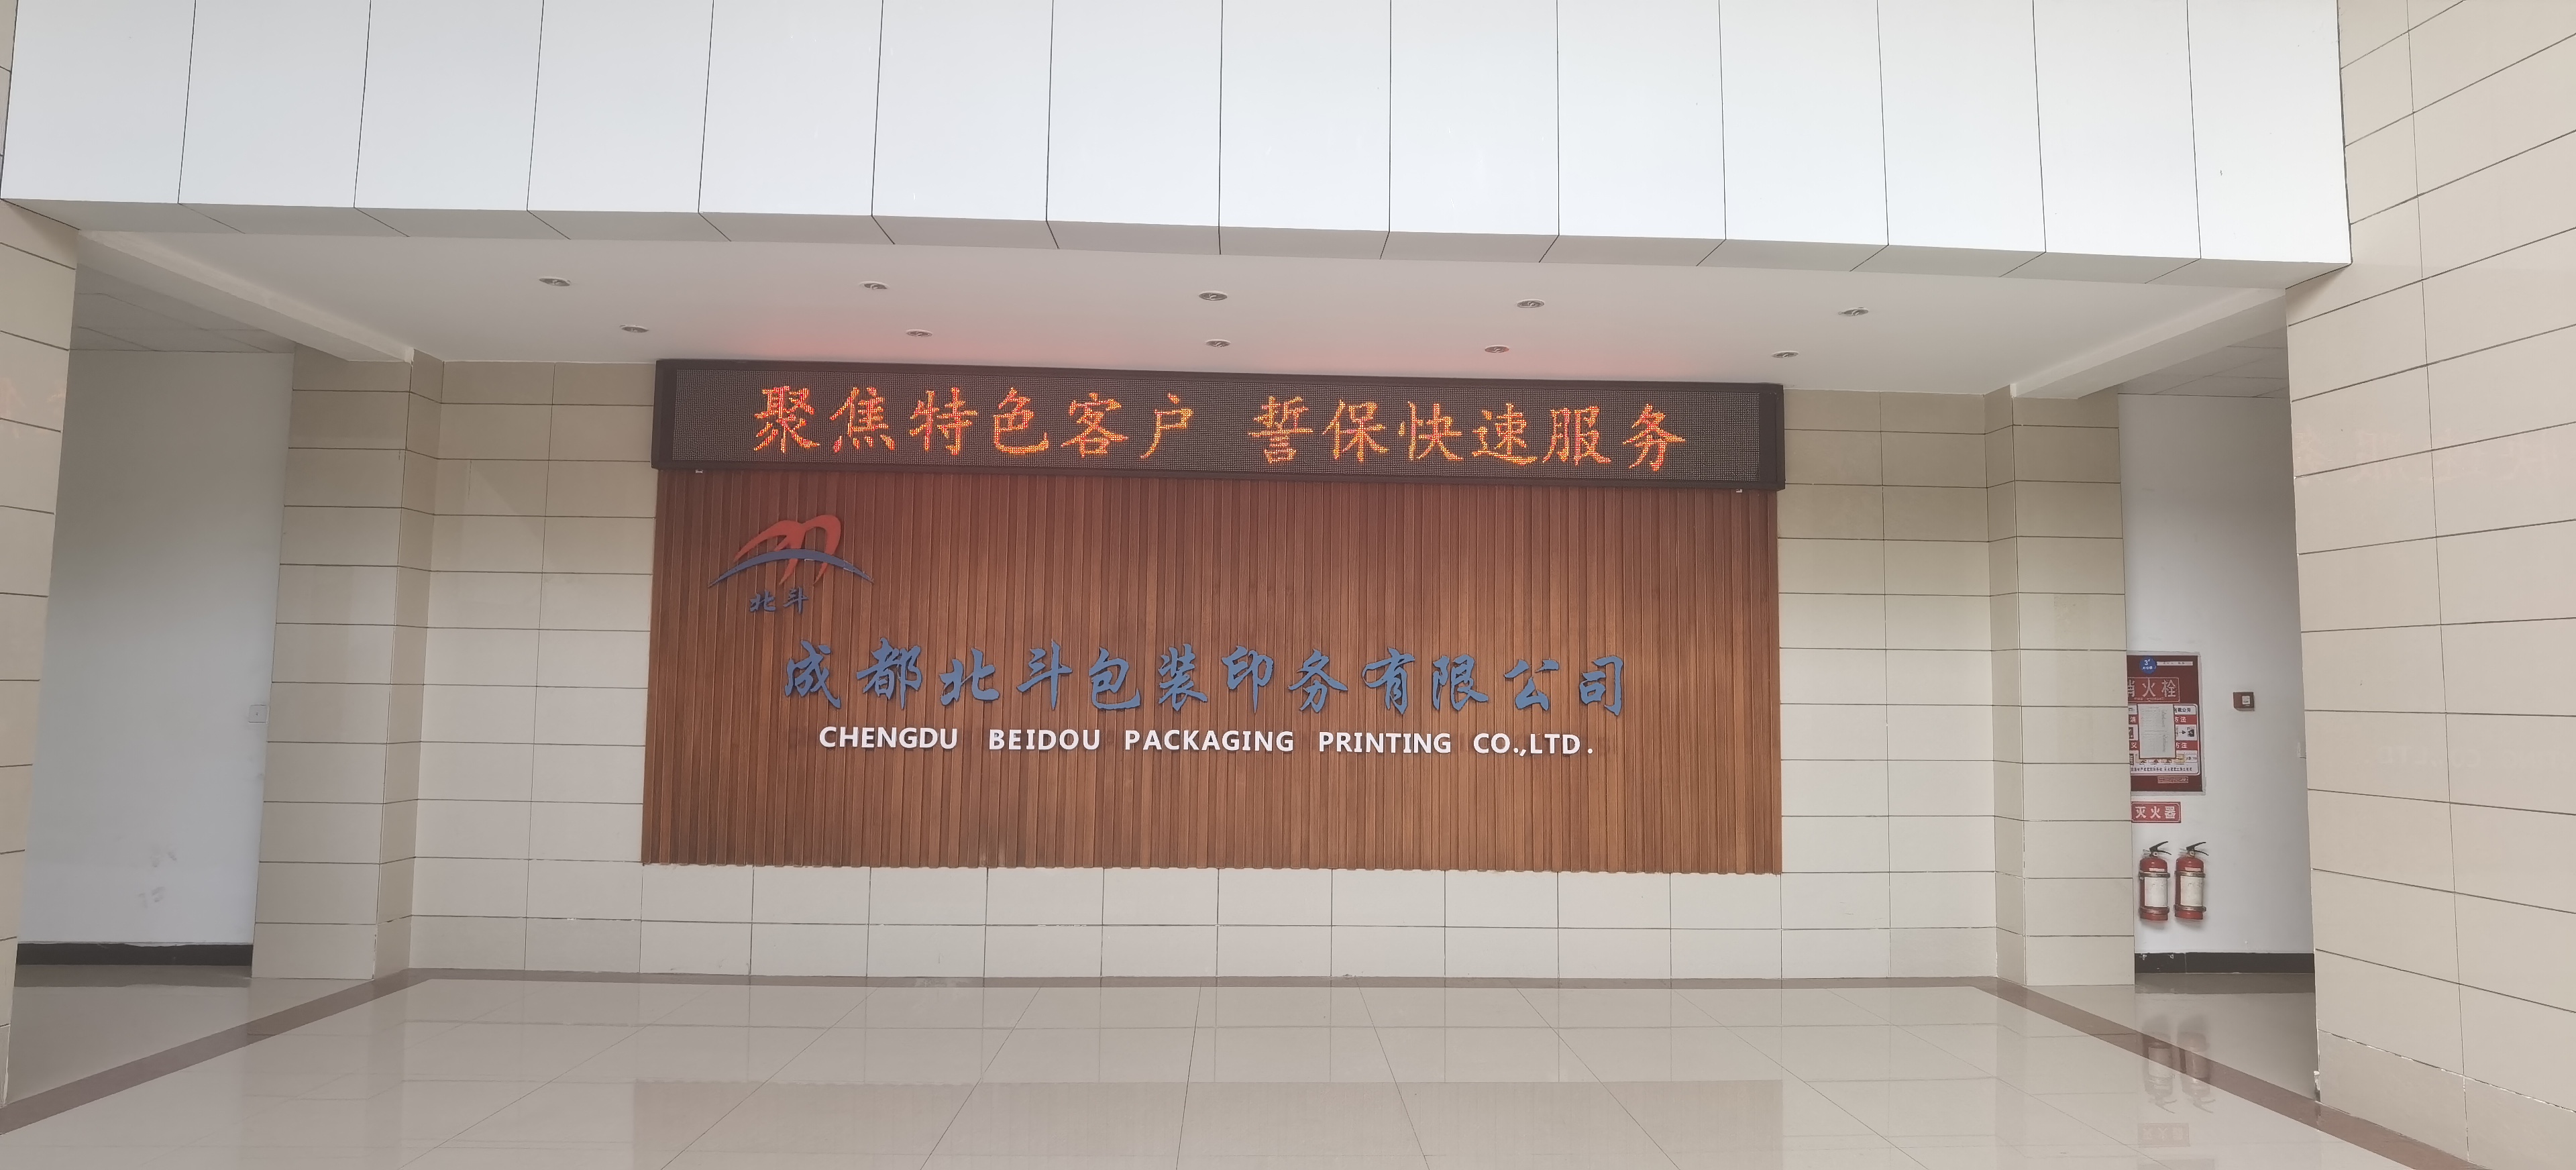 聚焦特色客户 誓保快速服务
北斗
成都北斗包装印务有限公司
CHENGDU BEIDOU PACKAGING PRINTING CO.,LTD.
消火栓
灭火器